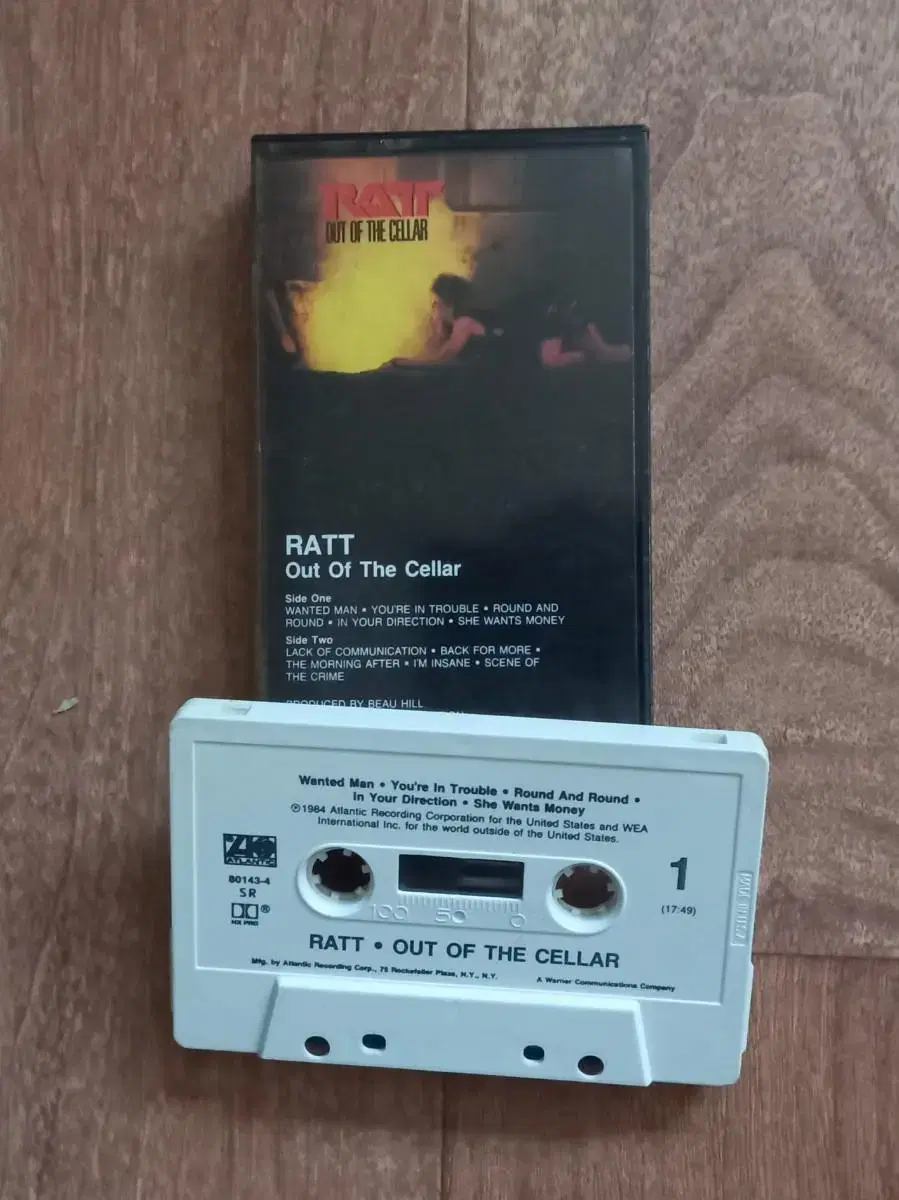 RATT
OUT OF THE CELLAR
RATT
Out Of The Cellar
Side One
WANTED MAN • YOU'RE IN TROUBLE • ROUND AND
ROUND • IN YOUR DIRECTION • SHE WANTS MONEY
Side Two
LACK OF COMMUNICATION • BACK FOR MORE •
THE MORNING AFTER • I'M INSANE • SCENE OF
THE CRIME
PRODUCED BY BEAU HILL
Wanted Man • You're In Trouble • Round And Round •
In Your Direction • She Wants Money
℗1984 Atlantic Recording Corporation for the United States and WEA
International Inc. for the world outside of the United States.
ATLANTIC
80143-4
SR
HX PRO
1
(17:49)
100 50 0
RATT • OUT OF THE CELLAR
Mfg. by Atlantic Recording Corp., 75 Rockefeller Plaza, N.Y., N.Y.
A Warner Communications Company